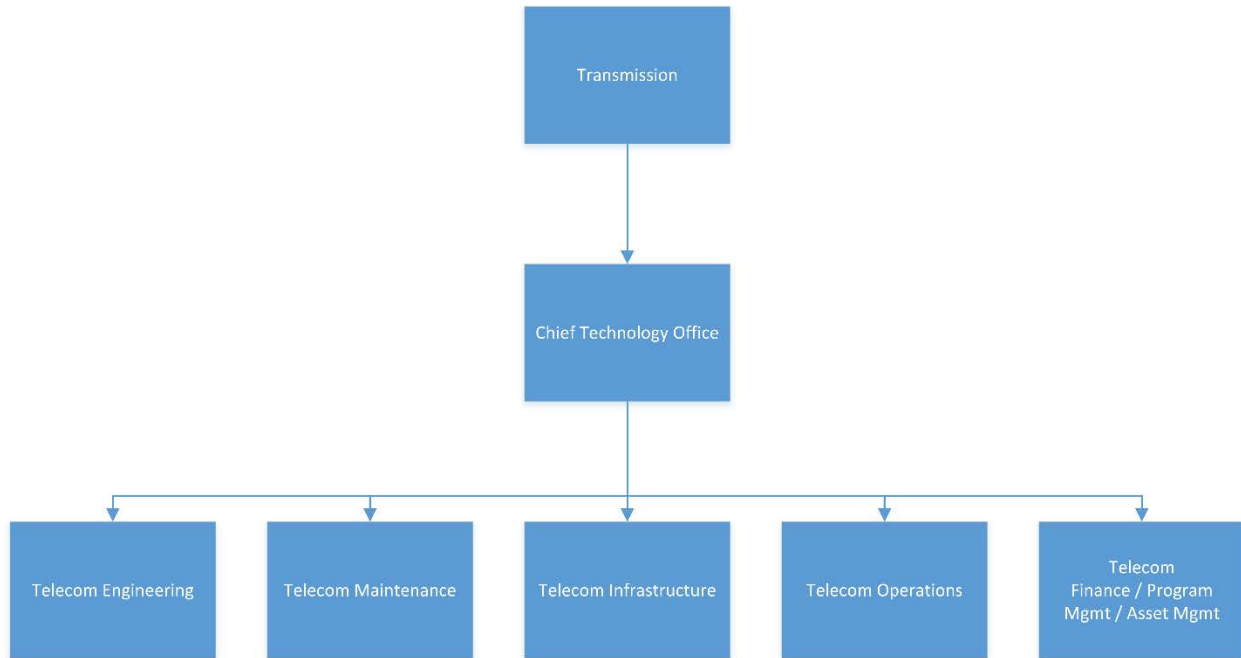 Transmission
Chief Technology Office
Telecom Engineering
Telecom Maintenance
Telecom Infrastructure
Telecom Operations
Telecom
Finance / Program
Mgmt / Asset Mgmt